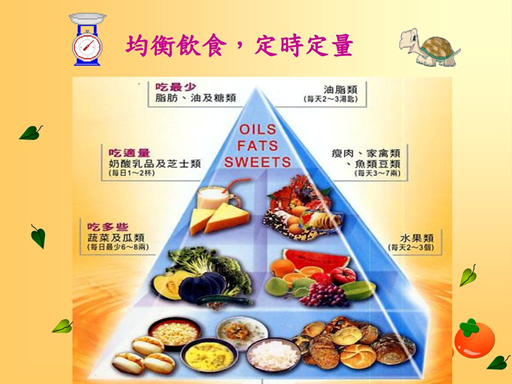 均衡飲食，定時定量
吃最少
脂肪、油及糖類
油脂類
(每天2～3湯匙)
OILS
FATS
SWEETS
吃適量
奶酸乳品及芝士類
(每日1～2杯)
瘦肉、家禽類
、魚類豆類
(每天3～7兩)
吃多些
蔬菜及瓜類
(每日最少6～8兩)
水果類
(每天2～3個)